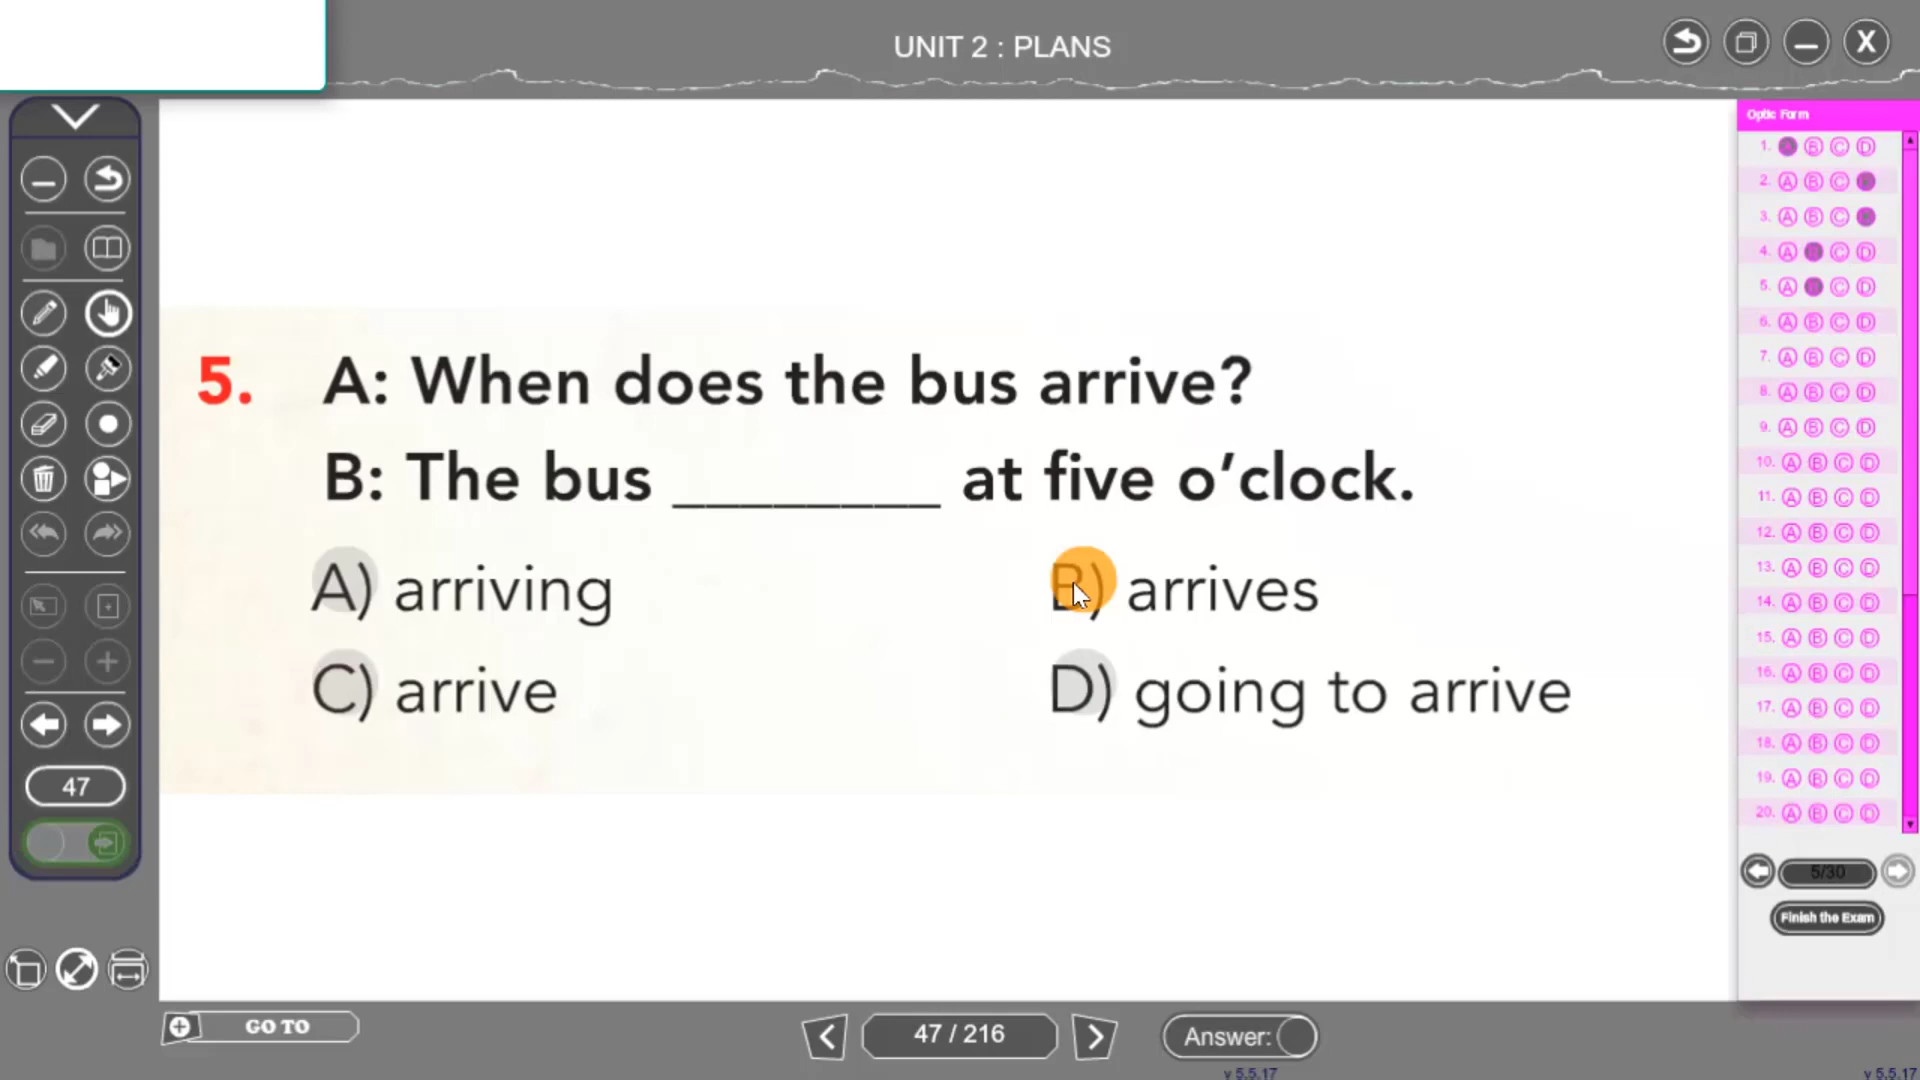 UNIT 2 : PLANS
Optic Form
5. A: When does the bus arrive?
B: The bus ________ at five o’clock.
A) arriving
B) arrives
C) arrive
D) going to arrive
1. A B C D
2. A B C
3. A B C
4. A B C D
5. A C D
6. A B C D
7. A B C D
8. A B C D
9. A B C D
10. A B C D
11. A B C D
12. A B C D
13. A B C D
14. A B C D
15. A B C D
16. A B C D
17. A B C D
18. A B C D
19. A B C D
20. A B C D
47
5/30
Finish the Exam
GO TO
47 / 216
Answer:
v 5.5.17
v 5.5.17